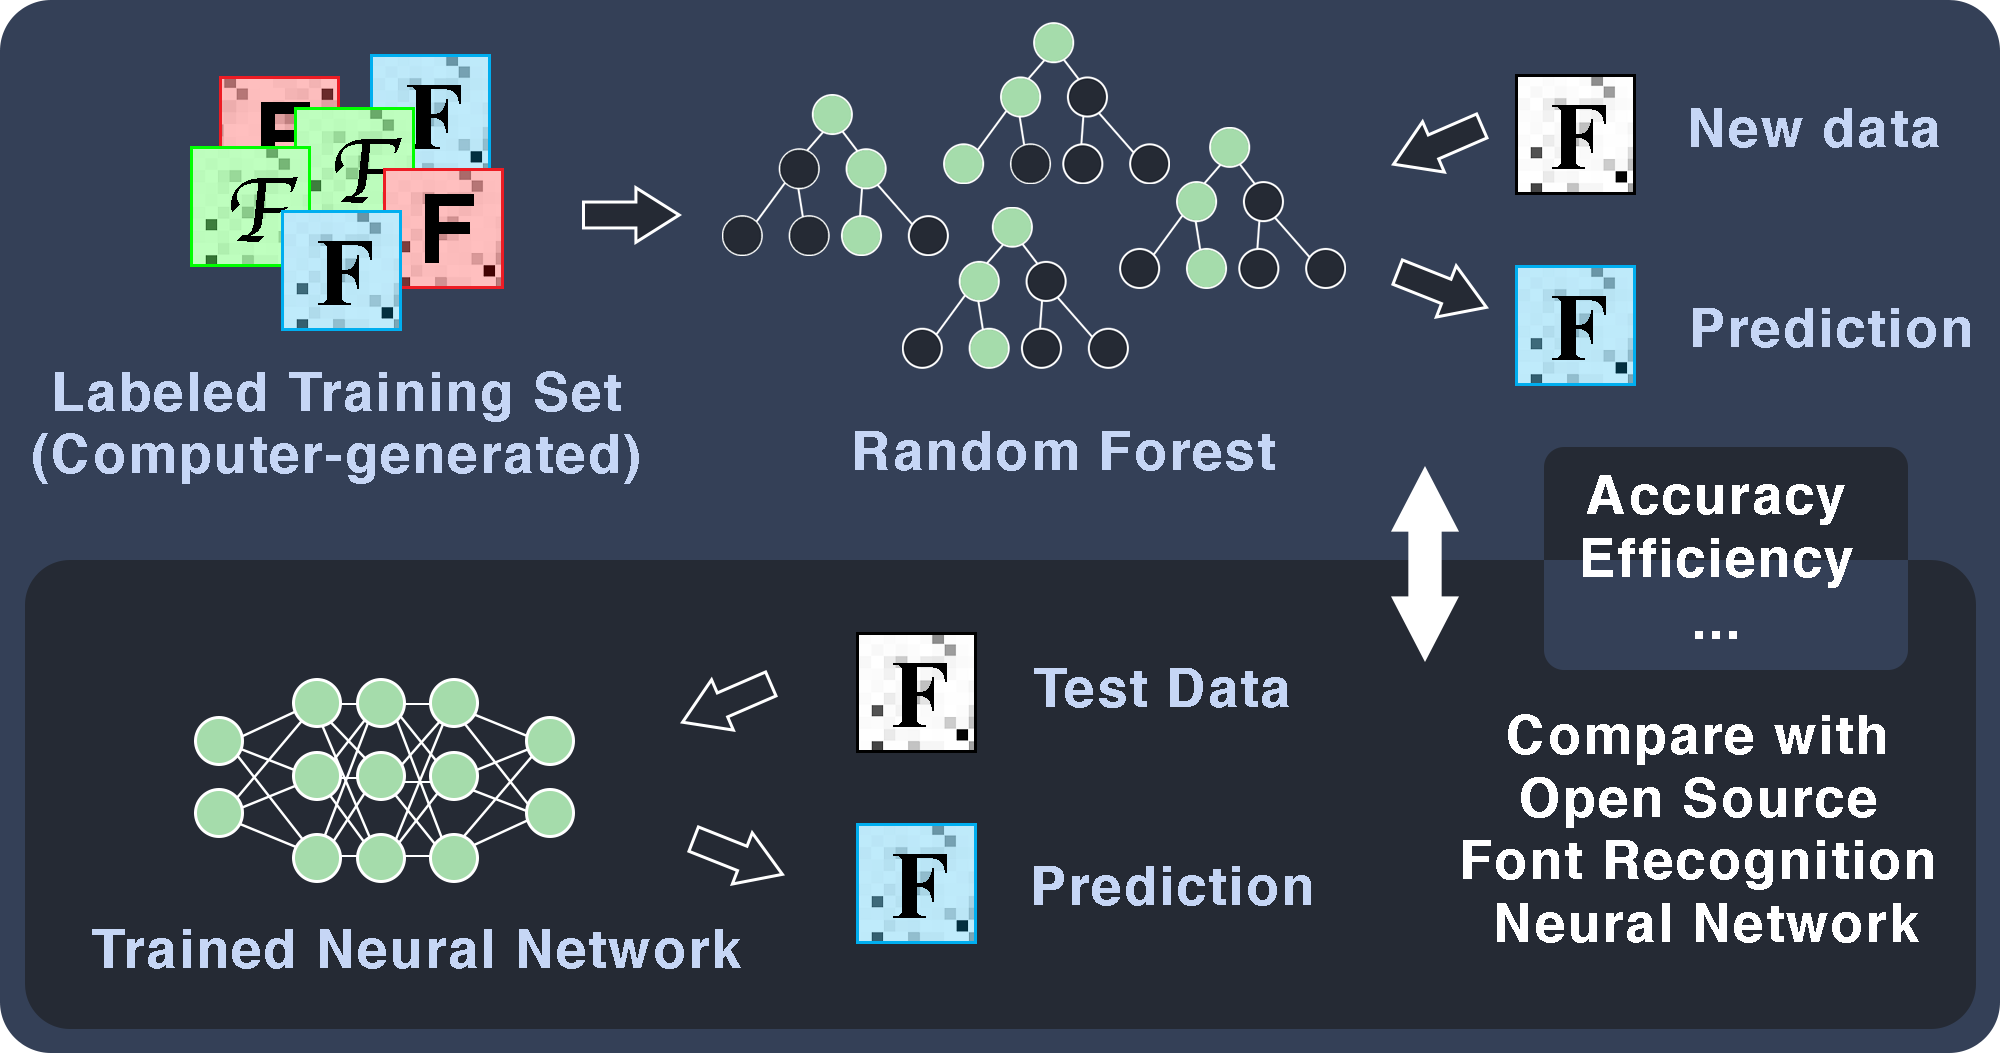 F
F
F
F
F
F
Labeled Training Set
(Computer-generated)
Random Forest
F
New data
F
Prediction
Accuracy
Efficiency
...
F
Test Data
F
Prediction
Trained Neural Network
Compare with
Open Source
Font Recognition
Neural Network